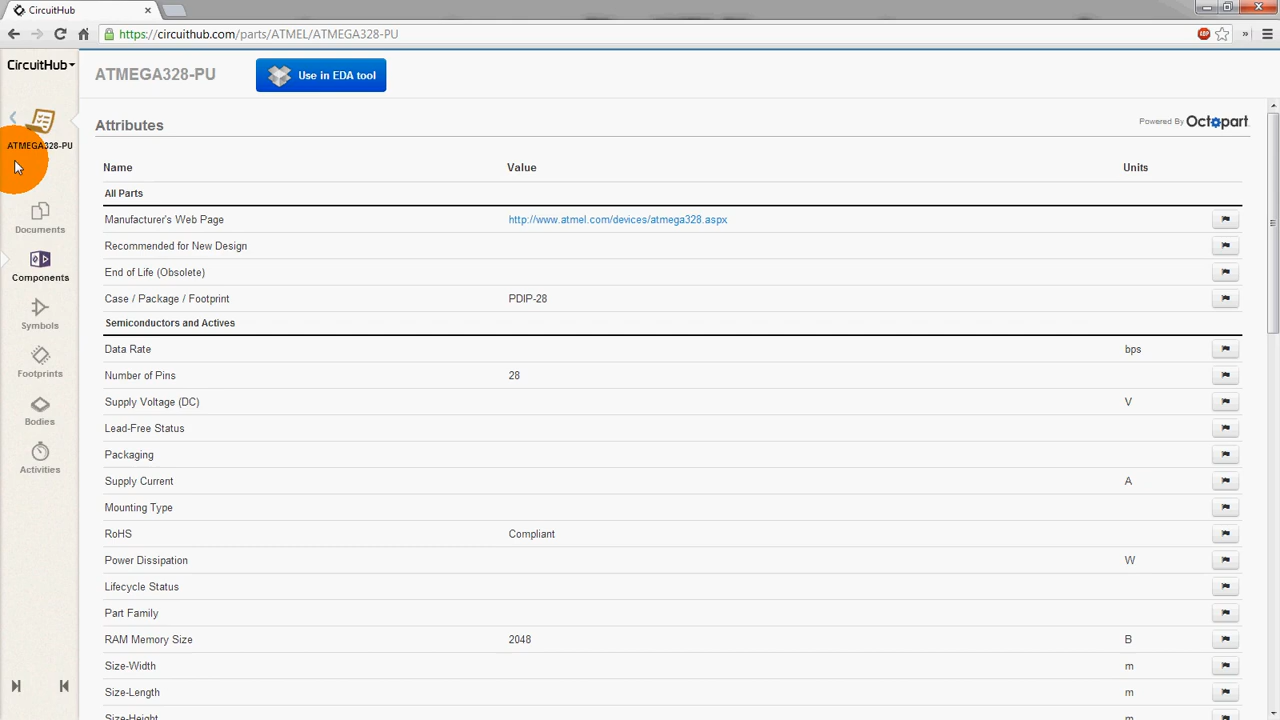 CircuitHub
https://circuithub.com/parts/ATMEL/ATMEGA328-PU
ABP
CircuitHub
ATMEGA328-PU
Use in EDA tool
ATMEGA328-PU
Documents
Components
Symbols
Footprints
Bodies
Activities
Attributes
Powered By Octopart
Name Value Units
All Parts
Manufacturer's Web Page http://www.atmel.com/devices/atmega328.aspx
Recommended for New Design
End of Life (Obsolete)
Case / Package / Footprint PDIP-28
Semiconductors and Actives
Data Rate bps
Number of Pins 28
Supply Voltage (DC) V
Lead-Free Status
Packaging
Supply Current A
Mounting Type
RoHS Compliant
Power Dissipation W
Lifecycle Status
Part Family
RAM Memory Size 2048 B
Size-Width m
Size-Length m
Size-Height m